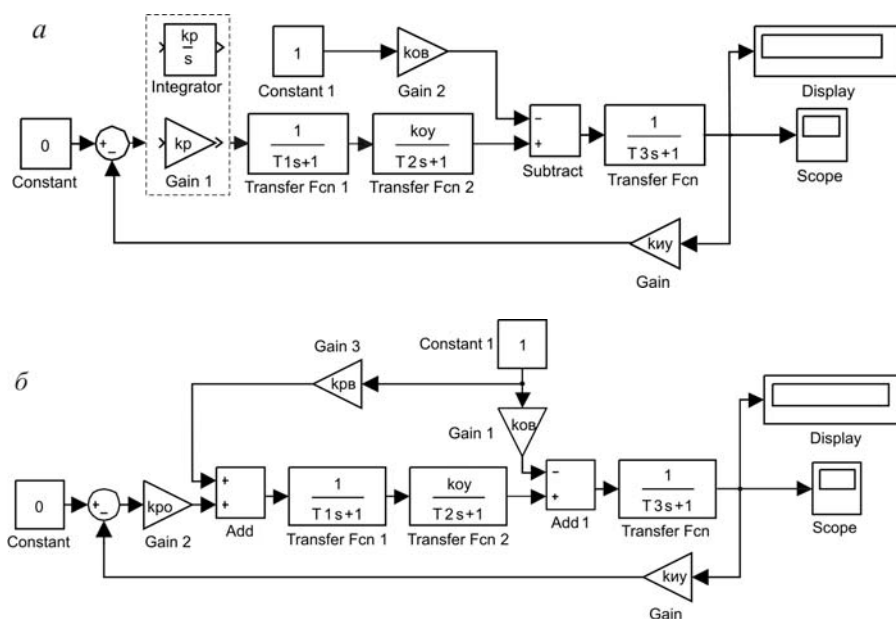 а
kp
s
Integrator
1
Constant 1
kов
Gain 2
Display
0
Constant
+
−
kp
Gain 1
1
T1s+1
Transfer Fcn 1
kоу
T2s+1
Transfer Fcn 2
−
+
Subtract
1
T3s+1
Transfer Fcn
Scope
kиу
Gain
б
Gain 3
kрв
Constant 1
1
Gain 1
kов
Display
0
Constant
+
−
kро
Gain 2
+
+
Add
1
T1s+1
Transfer Fcn 1
kоу
T2s+1
Transfer Fcn 2
−
+
Add 1
1
T3s+1
Transfer Fcn
Scope
kиу
Gain